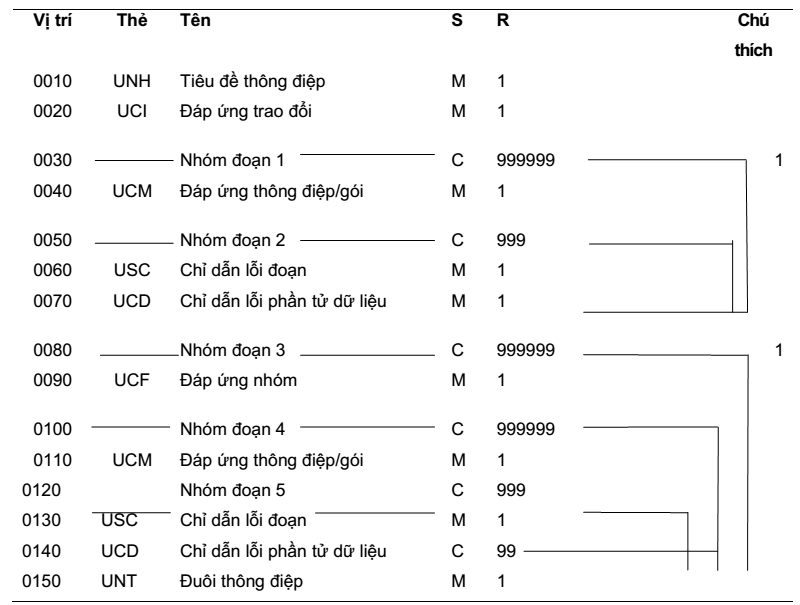 Vị trí Thẻ Tên S R Chú thích
0010 UNH Tiêu đề thông điệp M 1
0020 UCI Đáp ứng trao đổi M 1
0030 Nhóm đoạn 1 C 999999 1
0040 UCM Đáp ứng thông điệp/gói M 1
0050 Nhóm đoạn 2 C 999
0060 USC Chỉ dẫn lỗi đoạn M 1
0070 UCD Chỉ dẫn lỗi phần tử dữ liệu M 1
0080 Nhóm đoạn 3 C 999999 1
0090 UCF Đáp ứng nhóm M 1
0100 Nhóm đoạn 4 C 999999
0110 UCM Đáp ứng thông điệp/gói M 1
0120 Nhóm đoạn 5 C 999
0130 USC Chỉ dẫn lỗi đoạn M 1
0140 UCD Chỉ dẫn lỗi phần tử dữ liệu C 99
0150 UNT Đuôi thông điệp M 1